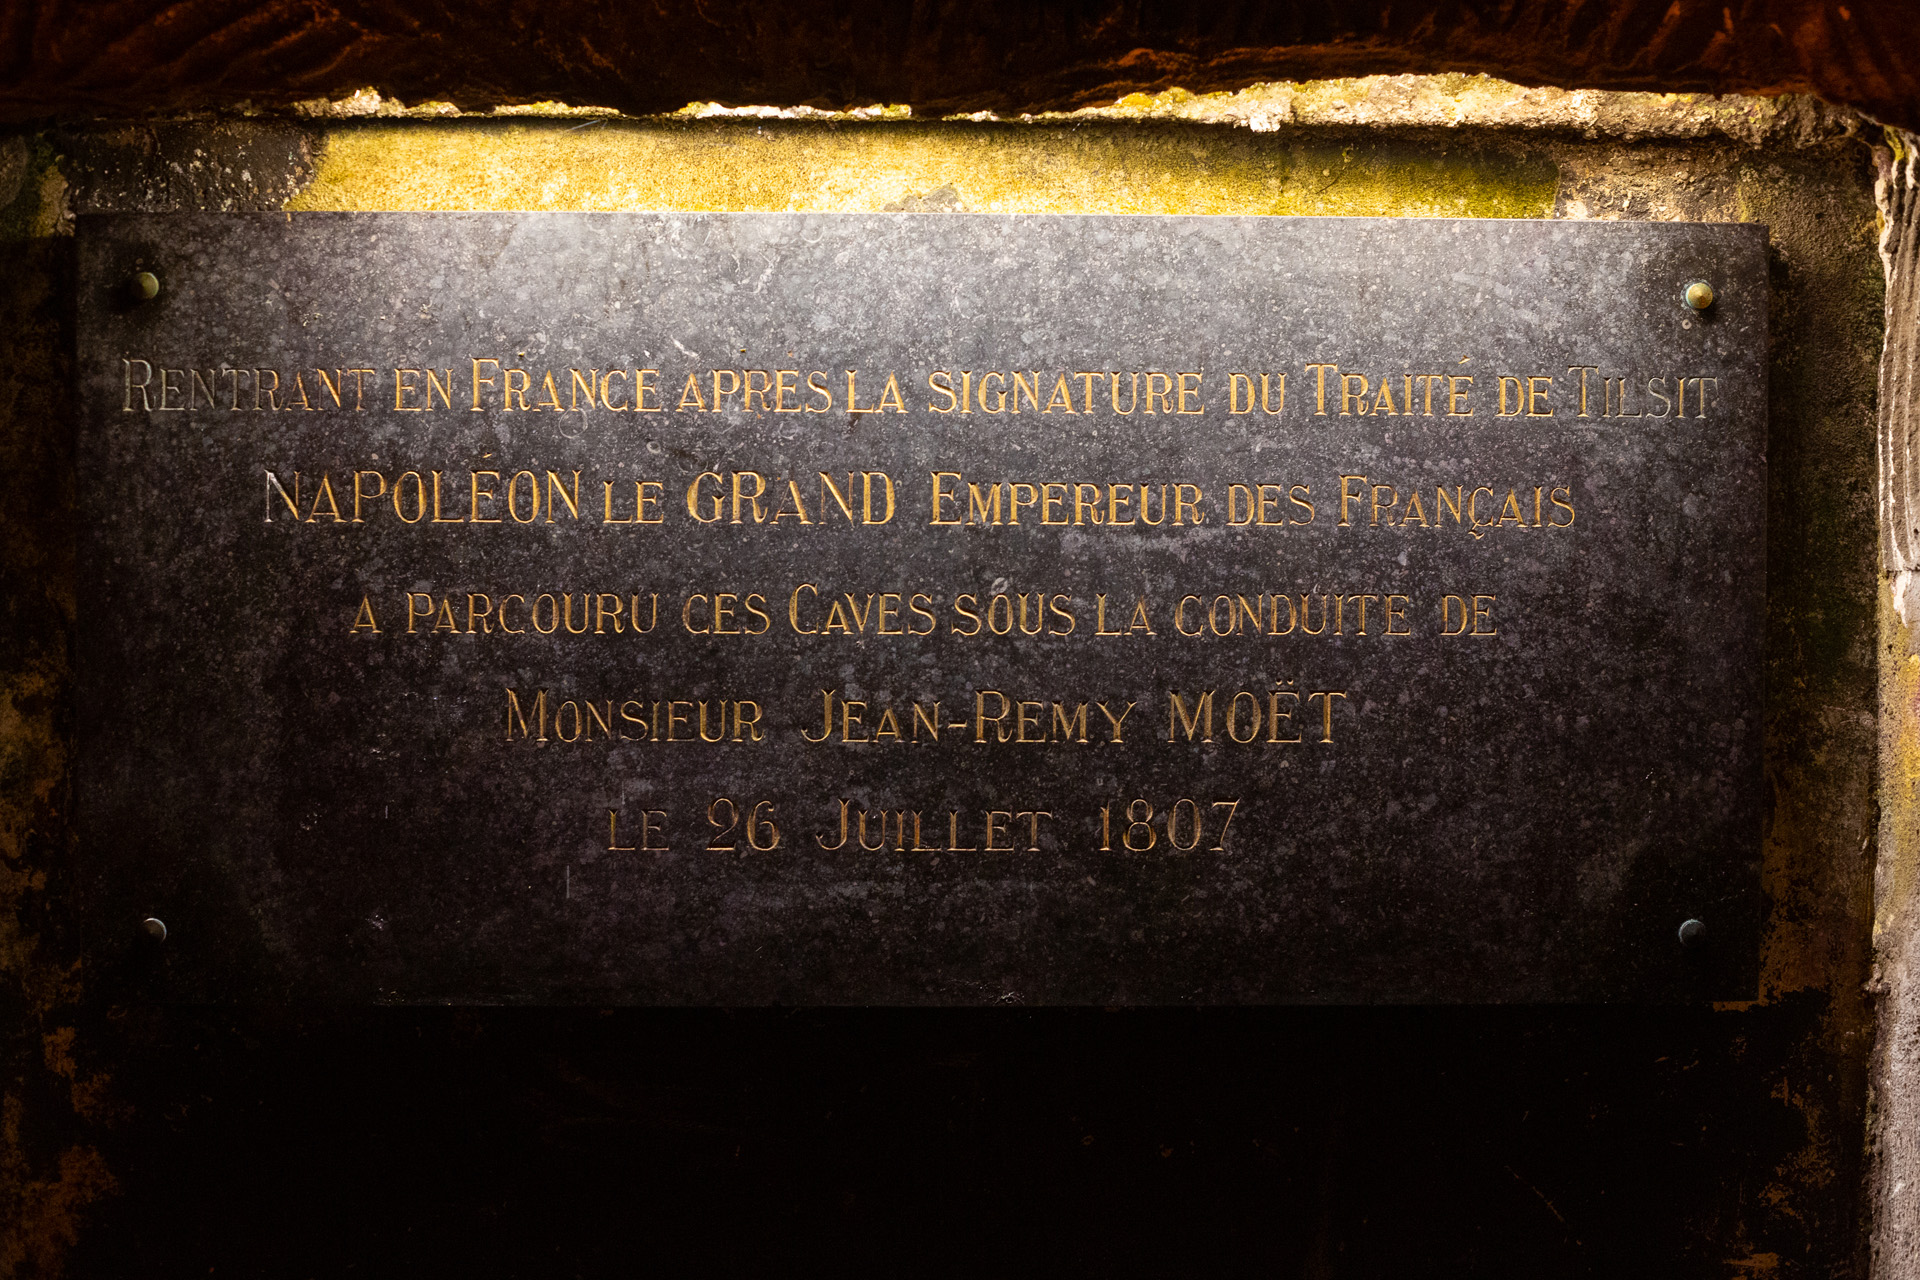 RENTRANT EN FRANCE APRES LA SIGNATURE DU TRAITÉ DE TILSIT
NAPOLÉON LE GRAND EMPEREUR DES FRANÇAIS
A PARCOURU CES CAVES SOUS LA CONDUITE DE
MONSIEUR JEAN-REMY MOËT
LE 26 JUILLET 1807